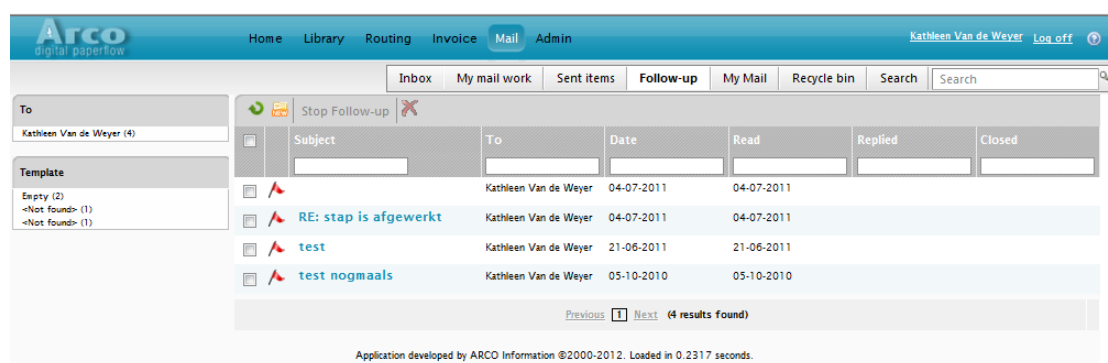 Arco
digital paperflow
Home Library Routing Invoice Mail Admin
Kathleen Van de Weyer Log off
Inbox My mail work Sent items Follow-up My Mail Recycle bin Search Search
To
Kathleen Van de Weyer (4)
Template
Empty (2)
<Not found> (1)
<Not found> (1)
NEW Stop Follow-up
Subject To Date Read Replied Closed
Kathleen Van de Weyer 04-07-2011 04-07-2011
RE: stap is afgewerkt Kathleen Van de Weyer 04-07-2011 04-07-2011
test Kathleen Van de Weyer 21-06-2011 21-06-2011
test nogmaals Kathleen Van de Weyer 05-10-2010 05-10-2010
Previous 1 Next (4 results found)
Application developed by ARCO Information ©2000-2012. Loaded in 0.2317 seconds.